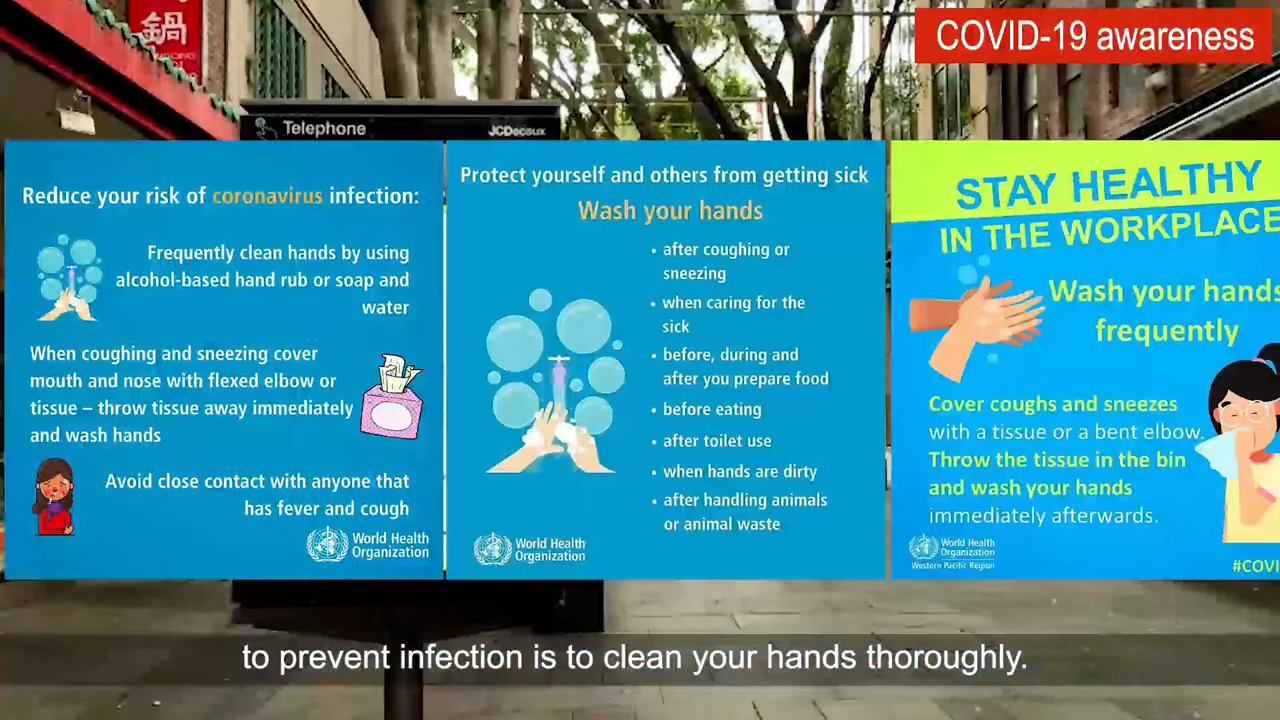 COVID-19 awareness
鍋
Telephone
JCDecaux
Reduce your risk of coronavirus infection:
Frequently clean hands by using
alcohol-based hand rub or soap and
water
When coughing and sneezing cover
mouth and nose with flexed elbow or
tissue – throw tissue away immediately
and wash hands
Avoid close contact with anyone that
has fever and cough
World Health
Organization
Protect yourself and others from getting sick
Wash your hands
• after coughing or
sneezing
• when caring for the
sick
• before, during and
after you prepare food
• before eating
• after toilet use
• when hands are dirty
• after handling animals
or animal waste
World Health
Organization
STAY HEALTHY
IN THE WORKPLACE
Wash your hands
frequently
Cover coughs and sneezes
with a tissue or a bent elbow.
Throw the tissue in the bin
and wash your hands
immediately afterwards.
World Health
Organization
Western Pacific Region
#COVI
to prevent infection is to clean your hands thoroughly.